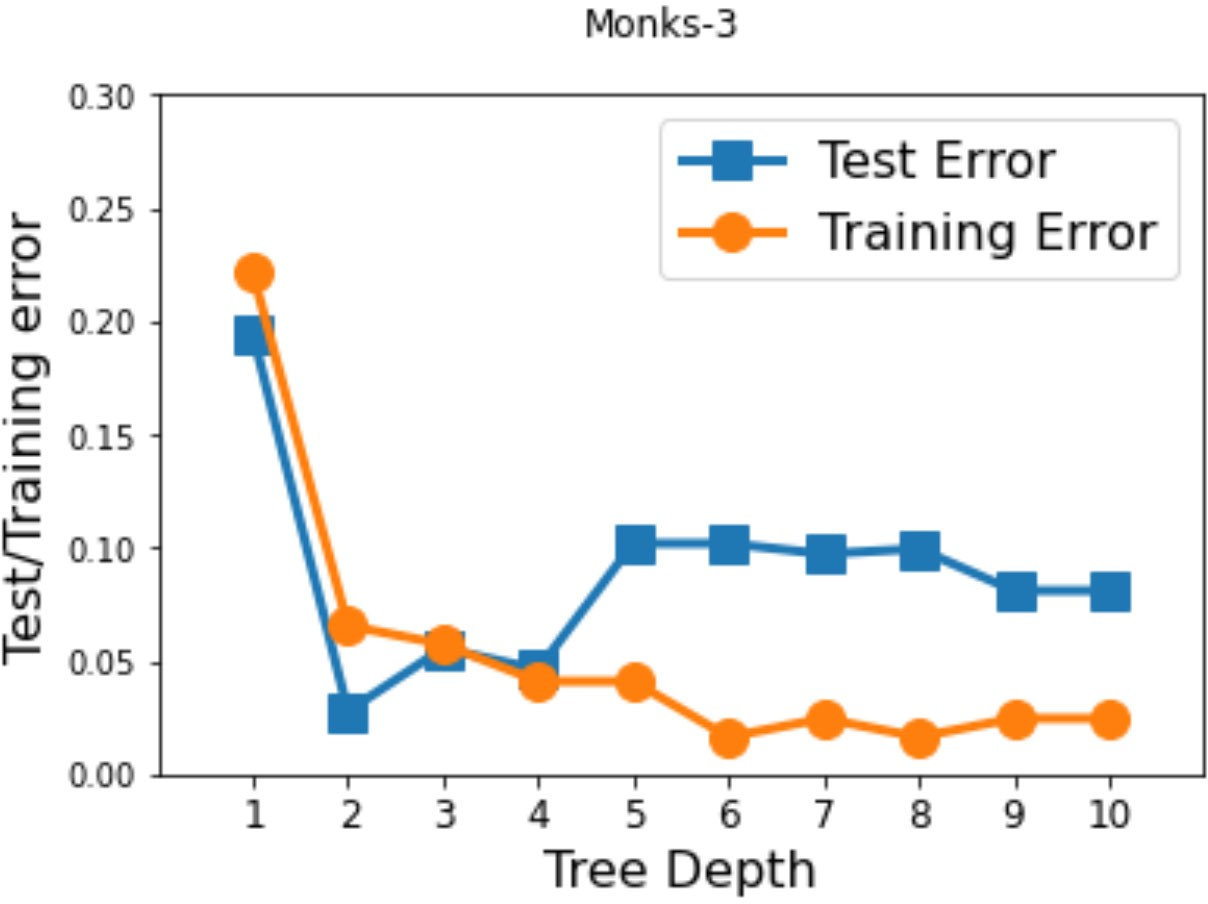 Monks-3
Test/Training error
0.30
0.25
0.20
0.15
0.10
0.05
0.00
Test Error
Training Error
1 2 3 4 5 6 7 8 9 10
Tree Depth